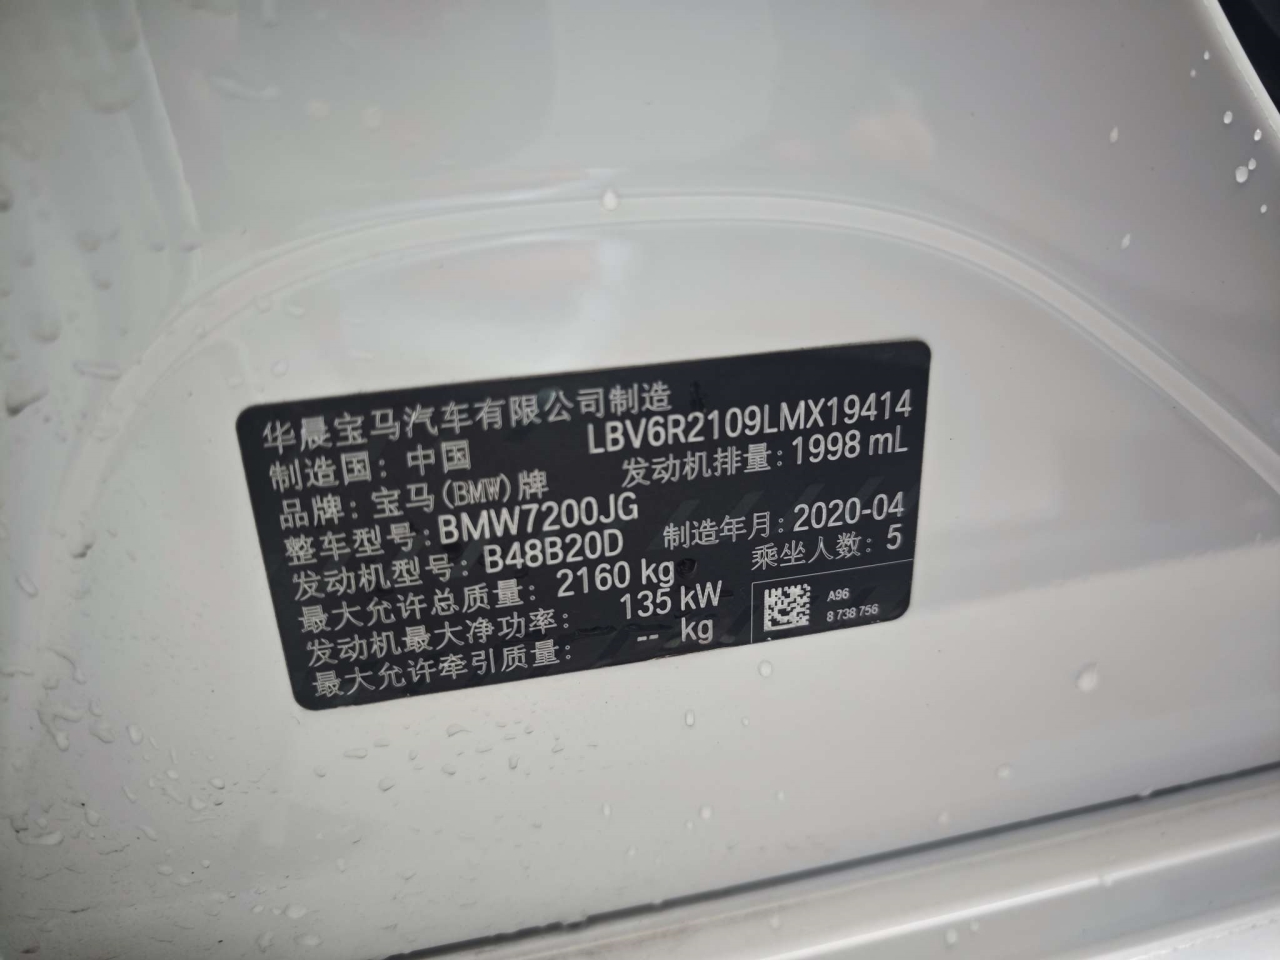 华晨宝马汽车有限公司制造
制造国：中国 LBV6R2109LMX19414
品牌：宝马(BMW)牌 发动机排量：1998 mL
整车型号：BMW7200JG
发动机型号：B48B20D 制造年月：2020-04
最大允许总质量：2160 kg 乘坐人数：5
发动机最大净功率：135 kW
最大允许牵引质量：-- kg
A96
8 738 756